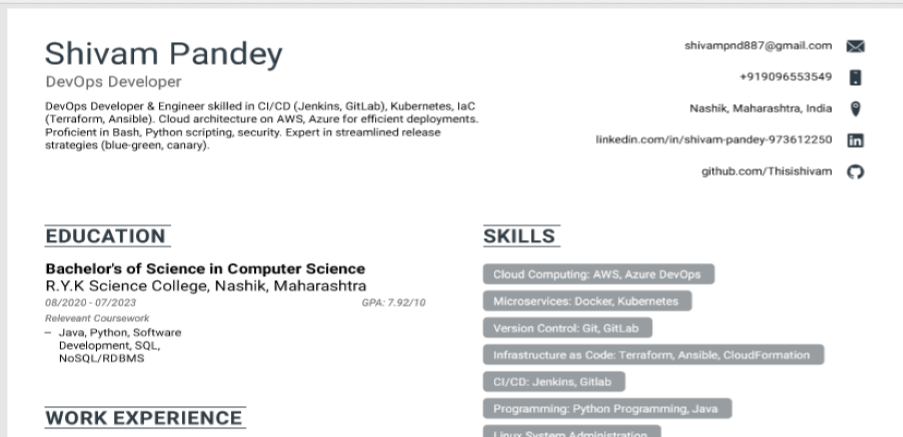 Shivam Pandey
DevOps Developer
DevOps Developer & Engineer skilled in CI/CD (Jenkins, GitLab), Kubernetes, IaC
(Terraform, Ansible). Cloud architecture on AWS, Azure for efficient deployments.
Proficient in Bash, Python scripting, security. Expert in streamlined release
strategies (blue-green, canary).
shivampnd887@gmail.com
+919096553549
Nashik, Maharashtra, India
linkedin.com/in/shivam-pandey-973612250
github.com/Thisishivam
EDUCATION
Bachelor's of Science in Computer Science
R.Y.K Science College, Nashik, Maharashtra
08/2020 - 07/2023 GPA: 7.92/10
Releveant Coursework
– Java, Python, Software
Development, SQL,
NoSQL/RDBMS
WORK EXPERIENCE
SKILLS
Cloud Computing: AWS, Azure DevOps
Microservices: Docker, Kubernetes
Version Control: Git, GitLab
Infrastructure as Code: Terraform, Ansible, CloudFormation
CI/CD: Jenkins, Gitlab
Programming: Python Programming, Java
Linux System Administration